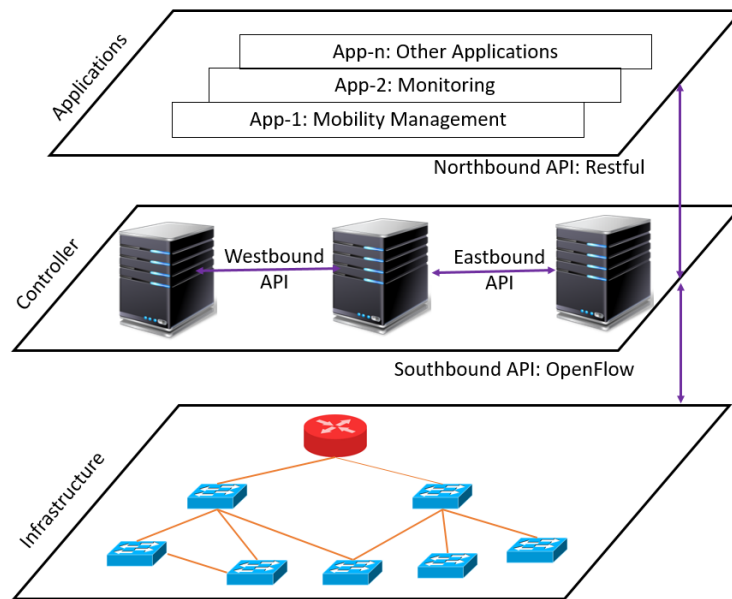 Applications
App-n: Other Applications
App-2: Monitoring
App-1: Mobility Management
Northbound API: Restful
Controller
Westbound
API
Eastbound
API
Southbound API: OpenFlow
Infrastructure